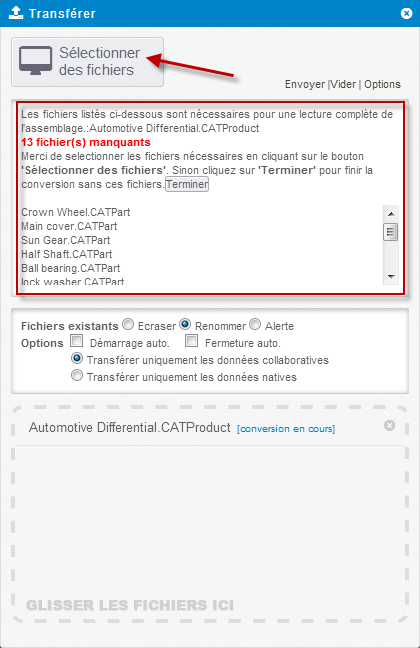 Transférer
Sélectionner
des fichiers
Envoyer |Vider | Options
Les fichiers listés ci-dessous sont nécessaires pour une lecture complète de
l'assemblage.:Automotive Differential.CATProduct
13 fichier(s) manquants
Merci de selectionner les fichiers nécessaires en cliquant sur le bouton
'Sélectionner des fichiers'. Sinon cliquez sur 'Terminer' pour finir la
conversion sans ces fichiers.Terminer
Crown Wheel.CATPart
Main cover.CATPart
Sun Gear.CATPart
Half Shaft.CATPart
Ball bearing.CATPart
lock washer.CATPart
Fichiers existants Ecraser Renommer Alerte
Options Démarrage auto. Fermeture auto.
Transférer uniquement les données collaboratives
Transférer uniquement les données natives
Automotive Differential.CATProduct [conversion en cours]
GLISSER LES FICHIERS ICI